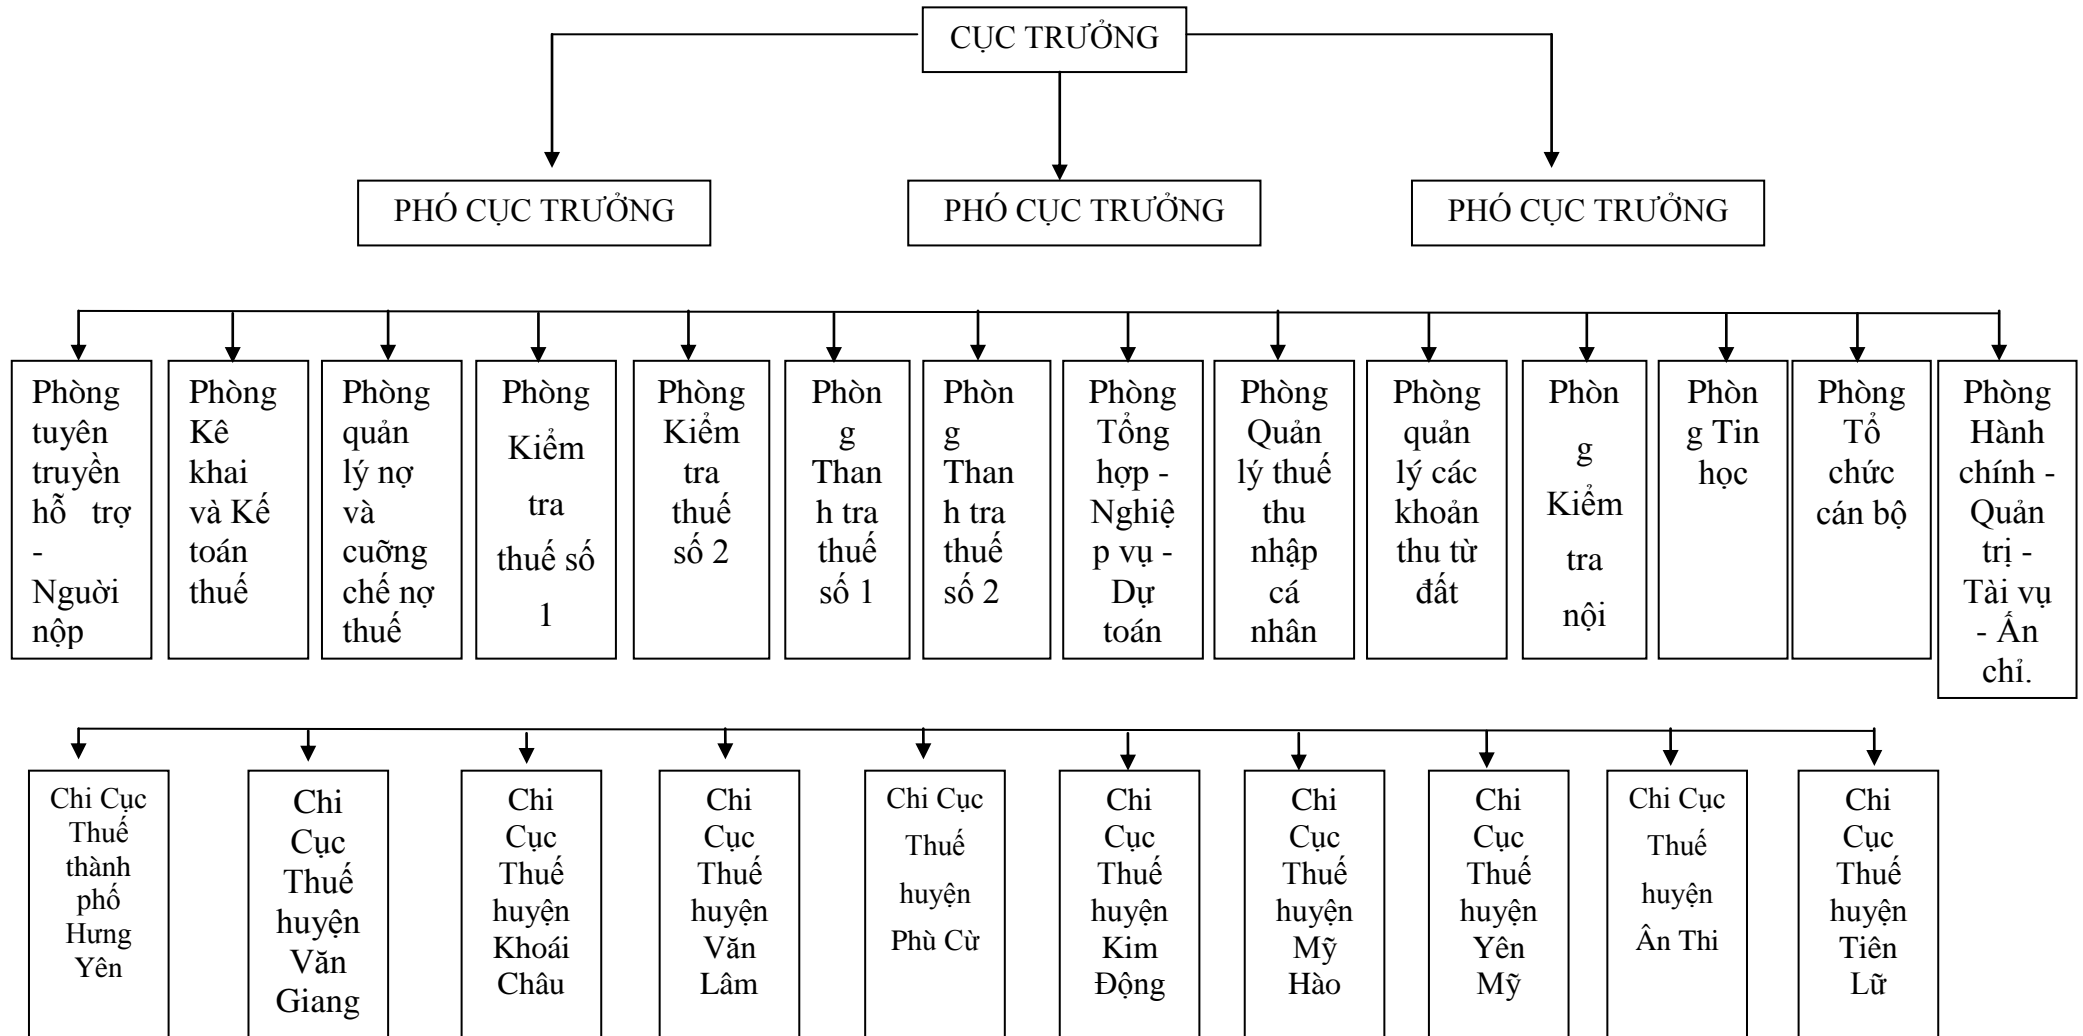 CỤC TRƯỞNG
PHÓ CỤC TRƯỞNG
PHÓ CỤC TRƯỞNG
PHÓ CỤC TRƯỞNG
Phòng
tuyên
truyền
hỗ trợ
-
Nguời
nộp
Phòng
Kê
khai
và Kế
toán
thuế
Phòng
quản
lý nợ
và
cuỡng
chế nợ
thuế
Phòng
Kiểm
tra
thuế số
1
Phòng
Kiểm
tra
thuế
số 2
Phòn
g
Than
h tra
thuế
số 1
Phòn
g
Than
h tra
thuế
số 2
Phòng
Tổng
hợp -
Nghiệ
p vụ -
Dự
toán
Phòng
Quản
lý thuế
thu
nhập
cá
nhân
Phòng
quản
lý các
khoản
thu từ
đất
Phòn
g
Kiểm
tra
nội
Phòn
g Tin
học
Phòng
Tổ
chức
cán bộ
Phòng
Hành
chính -
Quản
trị -
Tài vụ
- Ấn
chỉ.
Chi Cục
Thuế
thành
phố
Hưng
Yên
Chi
Cục
Thuế
huyện
Văn
Giang
Chi
Cục
Thuế
huyện
Khoái
Châu
Chi
Cục
Thuế
huyện
Văn
Lâm
Chi Cục
Thuế
huyện
Phù Cừ
Chi
Cục
Thuế
huyện
Kim
Động
Chi
Cục
Thuế
huyện
Mỹ
Hào
Chi
Cục
Thuế
huyện
Yên
Mỹ
Chi Cục
Thuế
huyện
Ân Thi
Chi
Cục
Thuế
huyện
Tiên
Lữ